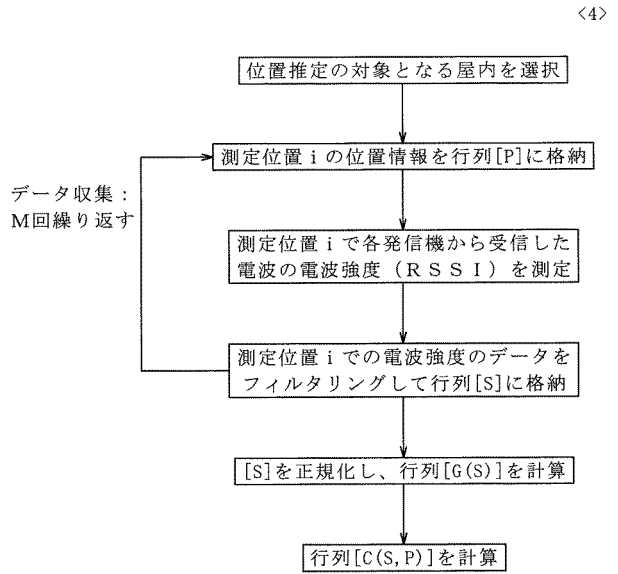 <4>
位置推定の対象となる屋内を選択
測定位置iの位置情報を行列[P]に格納
データ収集：
M回繰り返す
測定位置iで各発信機から受信した
電波の電波強度（RSSI）を測定
測定位置iでの電波強度のデータを
フィルタリングして行列[S]に格納
[S]を正規化し、行列[G(S)]を計算
行列[C(S,P)]を計算